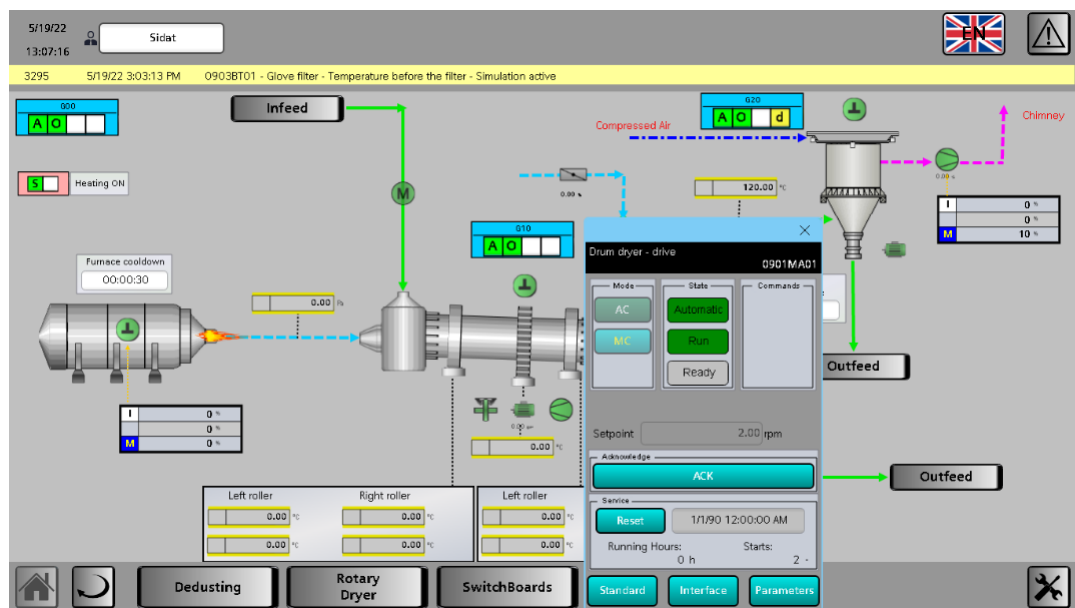 5/19/22
13:07:16
Sidat
EN
3295 5/19/22 3:03:13 PM 0903BT01 - Glove filter - Temperature before the filter - Simulation active
G00
A O
Infeed
G20
A O d
Compressed Air
Chimney
S Heating ON
M
0.00 %
120.00 °C
0.00 %
I 0 %
0 %
M 10 %
G10
A O
Furnace cooldown
00:00:30
0.00 Pa
I 0 %
0 %
M 0 %
0.00 °C
Drum dryer - drive
0901MA01
Mode State Commands
AC Automatic
MC Run
Ready
Setpoint 2.00 rpm
Acknowledge
ACK
Service
Reset 1/1/90 12:00:00 AM
Running Hours: Starts:
0 h 2 -
Standard Interface Parameters
Outfeed
Outfeed
Left roller Right roller Left roller
0.00 °C 0.00 °C 0.00 °C
0.00 °C 0.00 °C 0.00 °C
Dedusting
Rotary
Dryer
SwitchBoards